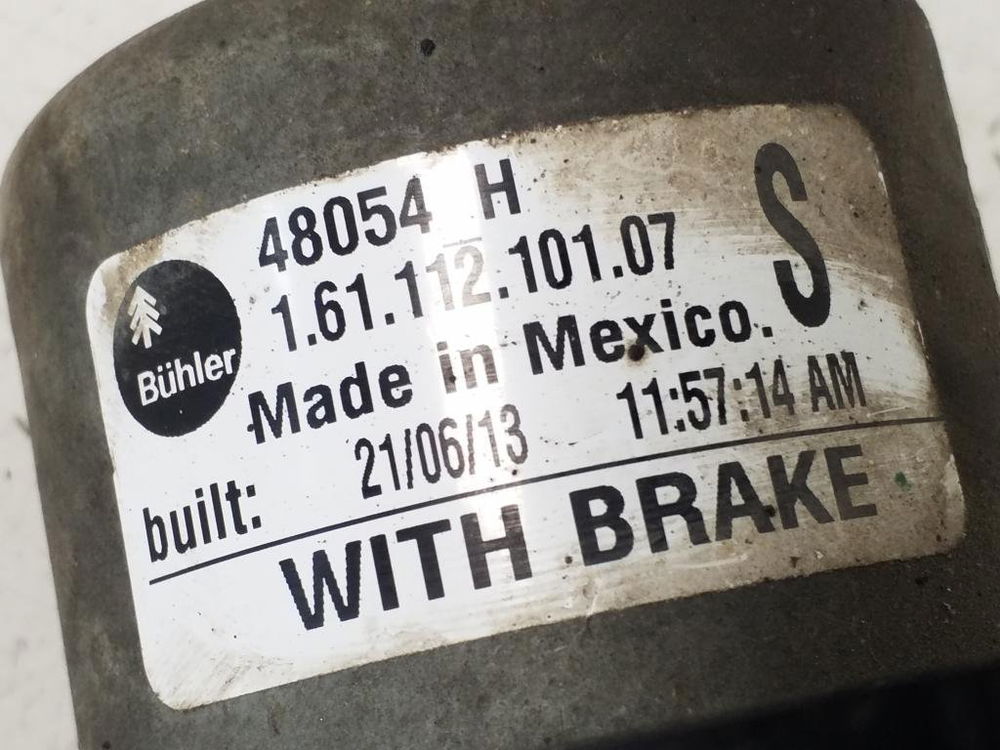 48054 H
1.61.112.101.07
S
Bühler
Made in Mexico.
built: 21/06/13 11:57:14 AM
WITH BRAKE